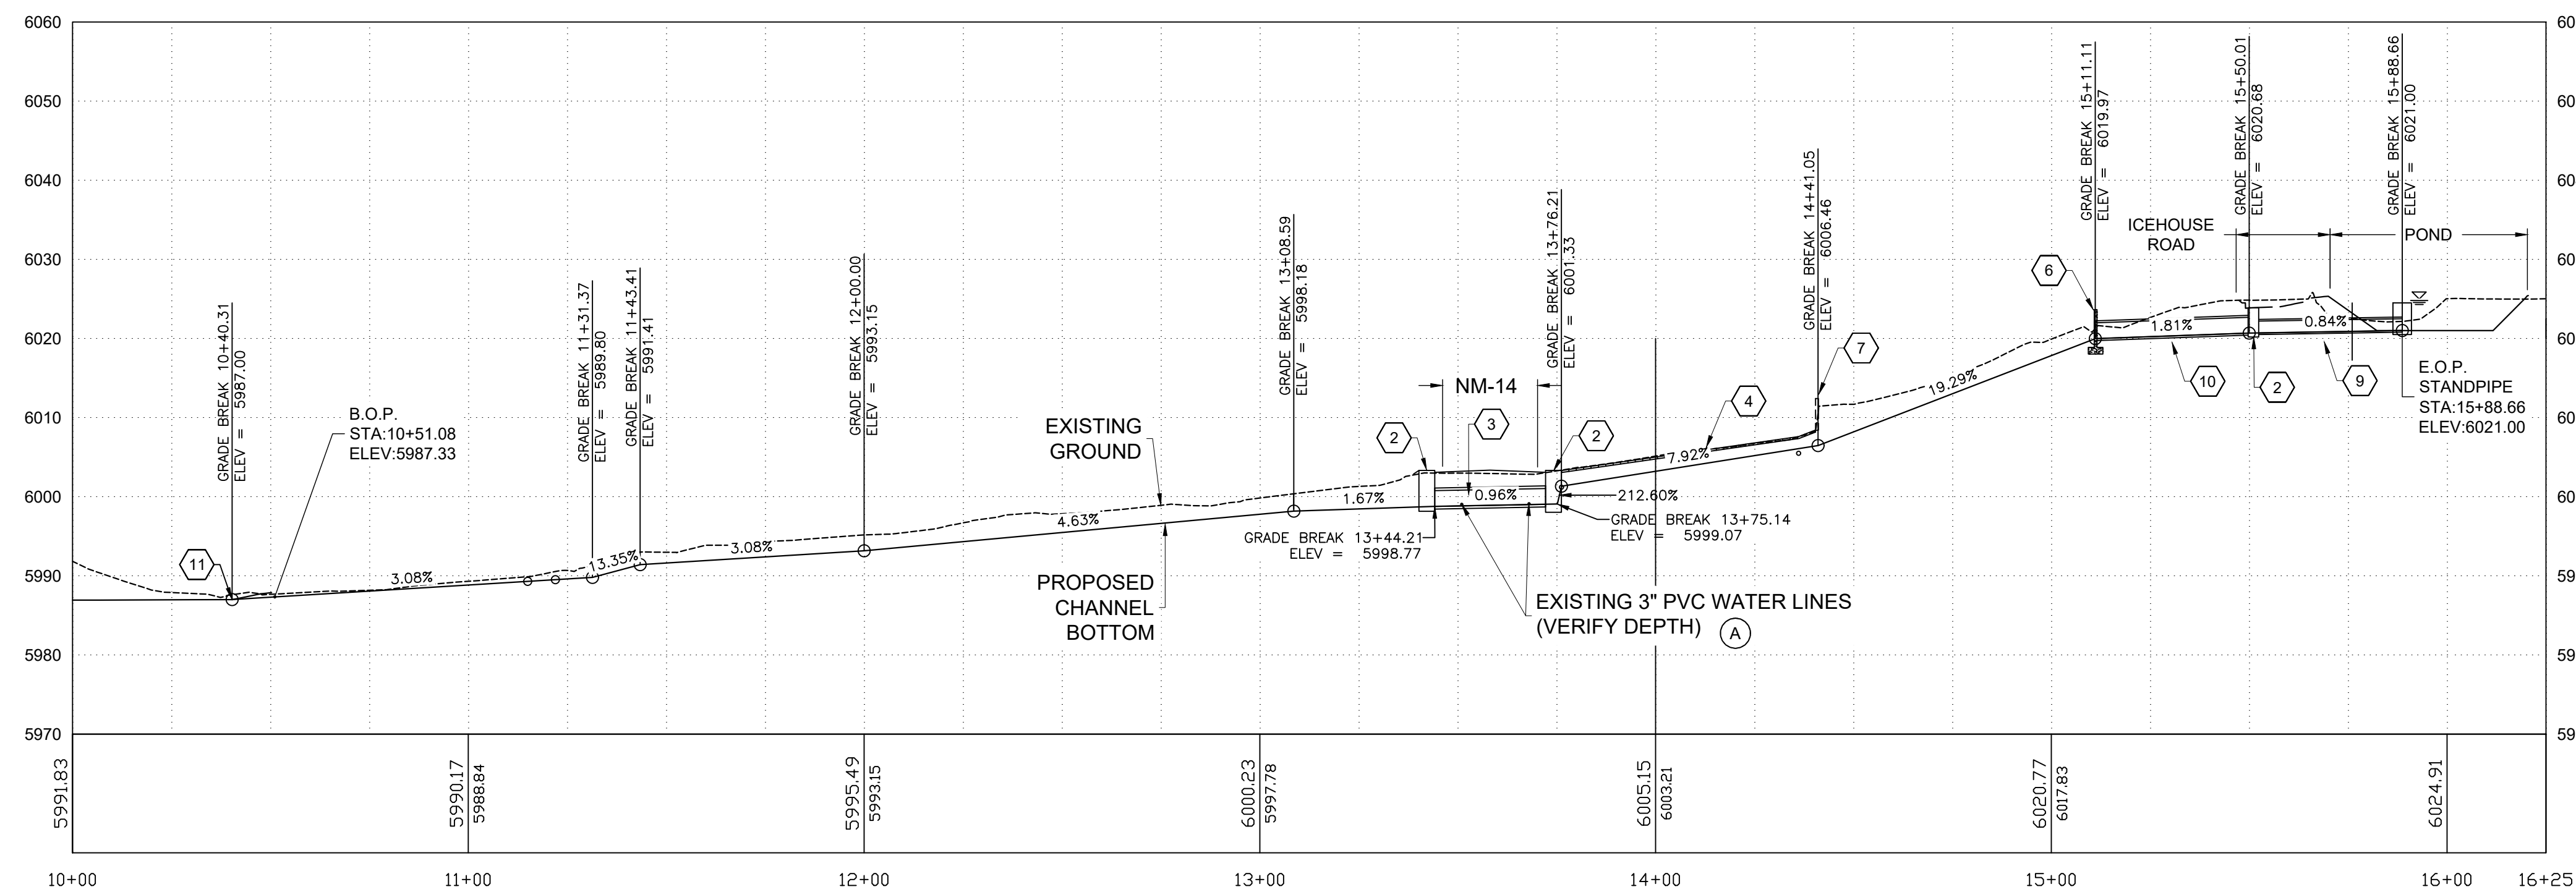 6060
6050
6040
6030
6020
6010
6000
5990
5980
5970
60
60
60
60
60
60
60
59
59
59
GRADE BREAK 10+40.31
ELEV = 5987.00
B.O.P.
STA:10+51.08
ELEV:5987.33
11
3.08%
GRADE BREAK 11+31.37
ELEV = 5989.80
13.35%
GRADE BREAK 11+43.41
ELEV = 5991.41
3.08%
GRADE BREAK 12+00.00
ELEV = 5993.15
4.63%
EXISTING
GROUND
PROPOSED
CHANNEL
BOTTOM
GRADE BREAK 13+08.59
ELEV = 5998.18
1.67%
GRADE BREAK 13+44.21
ELEV = 5998.77
2
NM-14
3
0.96%
2
GRADE BREAK 13+76.21
ELEV = 6001.33
212.60%
GRADE BREAK 13+75.14
ELEV = 5999.07
EXISTING 3" PVC WATER LINES
(VERIFY DEPTH) A
4
7.92%
GRADE BREAK 14+41.05
ELEV = 6006.46
7
19.29%
6
GRADE BREAK 15+11.11
ELEV = 6019.97
ICEHOUSE
ROAD
1.81%
10
GRADE BREAK 15+50.01
ELEV = 6020.68
2
POND
0.84%
9
GRADE BREAK 15+88.66
ELEV = 6021.00
E.O.P.
STANDPIPE
STA:15+88.66
ELEV:6021.00
5991.83
5990.17
5988.84
5995.49
5993.15
6000.23
5997.78
6005.15
6003.21
6020.77
6017.83
6024.91
10+00
11+00
12+00
13+00
14+00
15+00
16+00
16+25